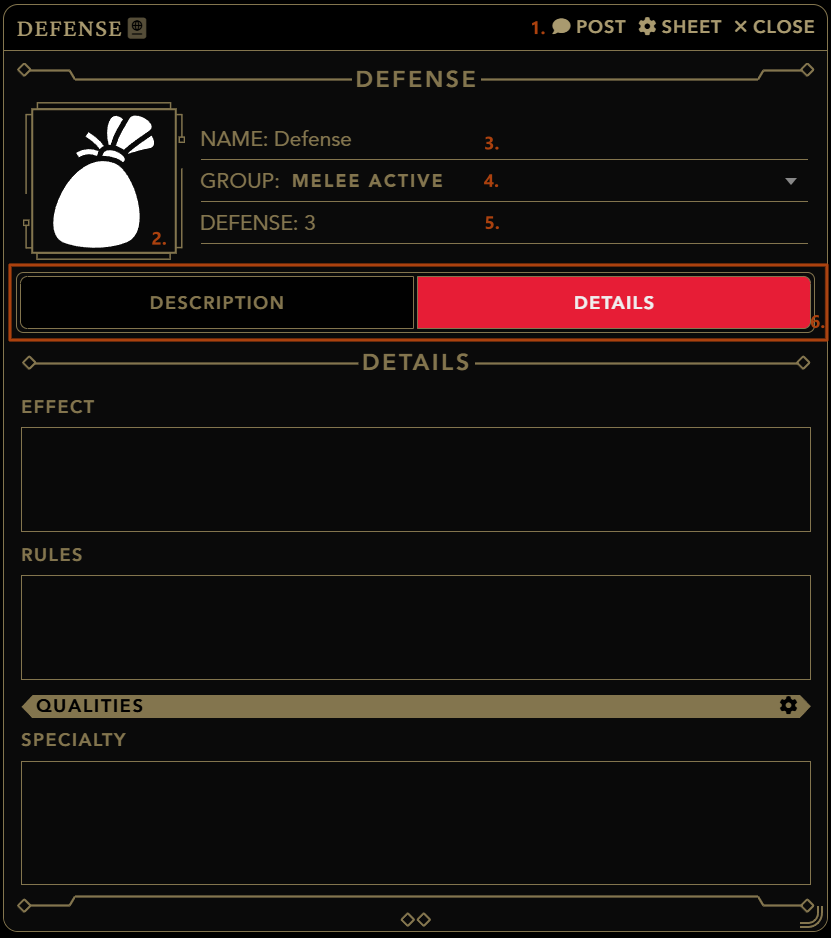 DEFENSE 1. POST SHEET CLOSE
DEFENSE
NAME: Defense 3.
GROUP: MELEE ACTIVE 4.
2. DEFENSE: 3 5.
DESCRIPTION DETAILS 6.
DETAILS
EFFECT
RULES
QUALITIES
SPECIALTY